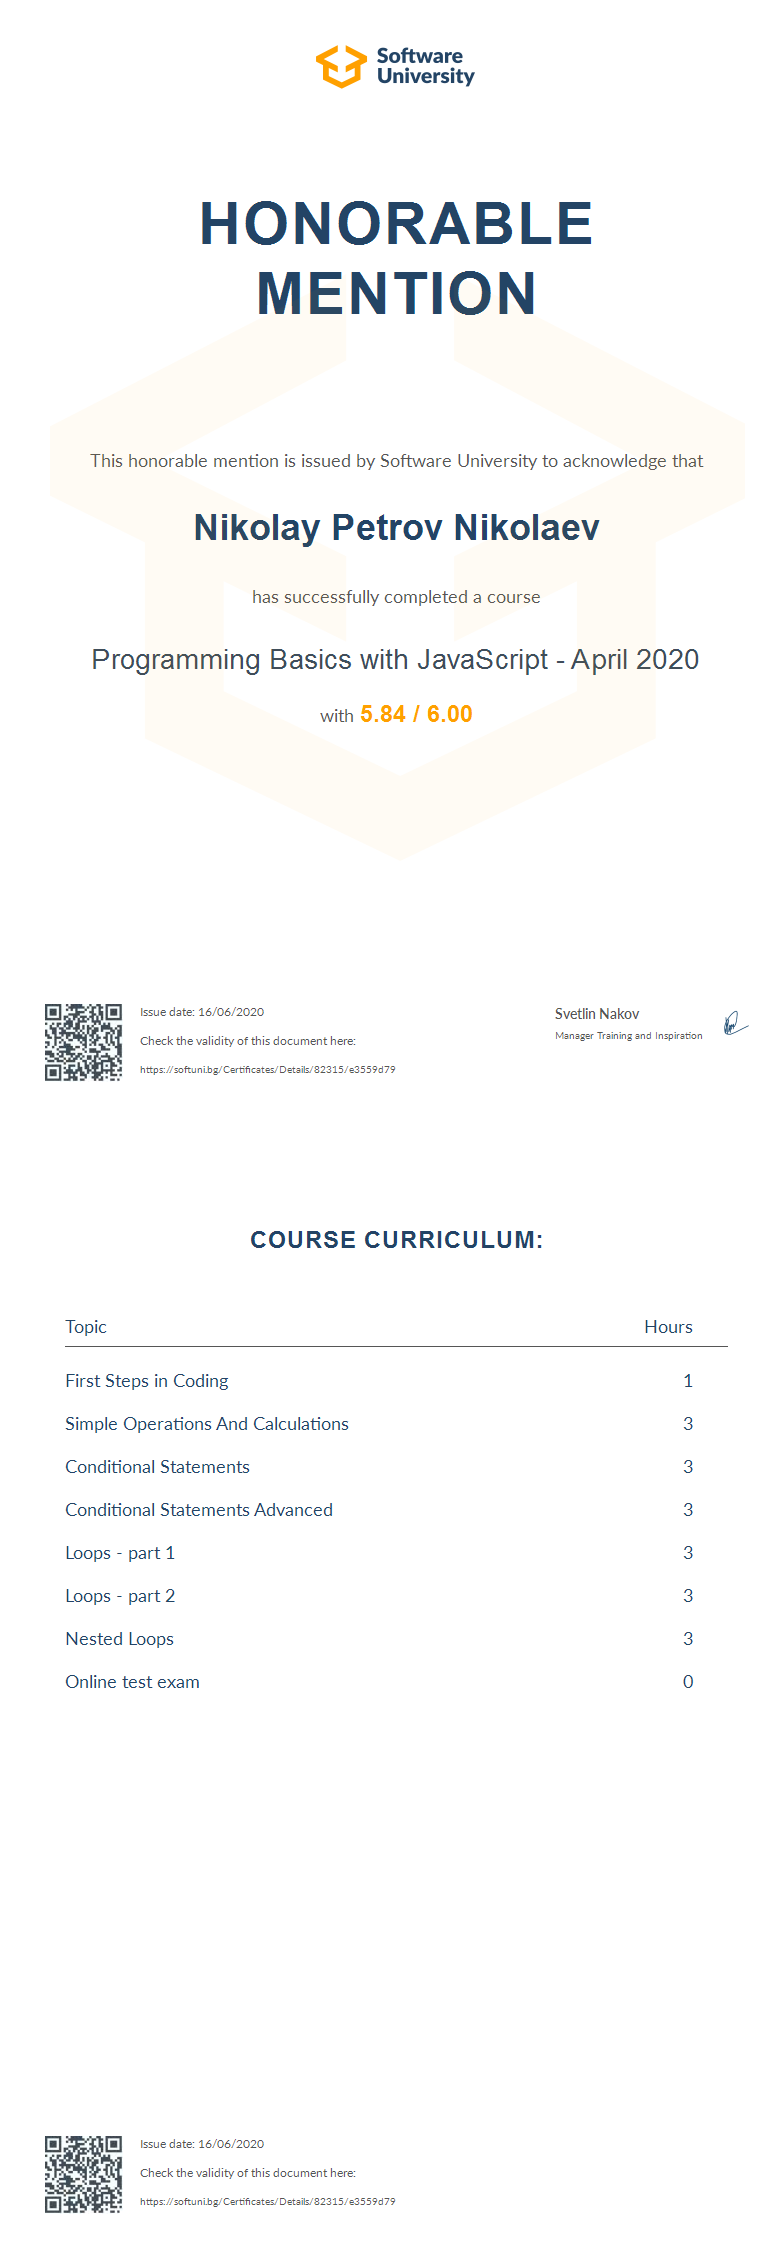 Software
University
HONORABLE
MENTION
This honorable mention is issued by Software University to acknowledge that
Nikolay Petrov Nikolaev
has successfully completed a course
Programming Basics with JavaScript - April 2020
with 5.84 / 6.00
Issue date: 16/06/2020
Check the validity of this document here:
https://softuni.bg/Certificates/Details/82315/e3559d79
Svetlin Nakov
Manager Training and Inspiration
COURSE CURRICULUM:
Topic Hours
First Steps in Coding 1
Simple Operations And Calculations 3
Conditional Statements 3
Conditional Statements Advanced 3
Loops - part 1 3
Loops - part 2 3
Nested Loops 3
Online test exam 0
Issue date: 16/06/2020
Check the validity of this document here:
https://softuni.bg/Certificates/Details/82315/e3559d79